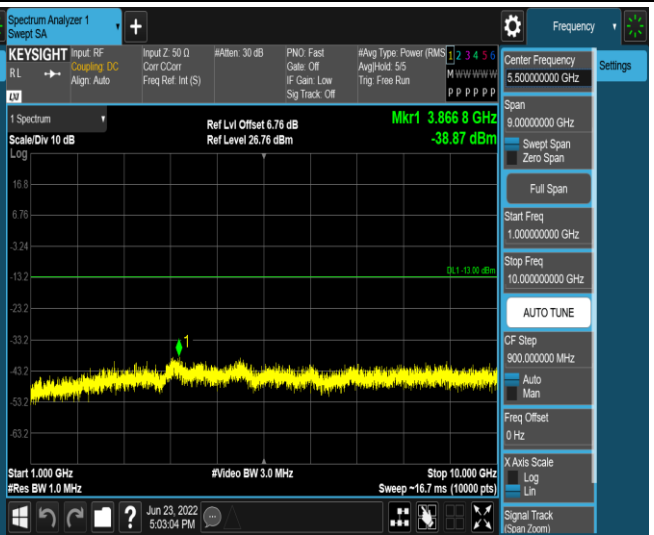 Spectrum Analyzer 1
Swept SA
+
Frequency
KEYSIGHT
RL
LXI
Input: RF
Coupling: DC
Align: Auto
Input Z: 50 Ω
Corr CCorr
Freq Ref: Int (S)
#Atten: 30 dB
PNO: Fast
Gate: Off
IF Gain: Low
Sig Track: Off
#Avg Type: Power (RMS
Avg|Hold: 5/5
Trig: Free Run
1 2 3 4 5 6
M W W W W W
P P P P P P
1 Spectrum
Scale/Div 10 dB
Log
Ref Lvl Offset 6.76 dB
Ref Level 26.76 dBm
Mkr1 3.866 8 GHz
-38.87 dBm
16.8
6.76
-3.24
-13.2
DL1 -13.00 dBm
-23.2
-33.2
1
-43.2
-53.2
-63.2
Start 1.000 GHz
#Res BW 1.0 MHz
#Video BW 3.0 MHz
Stop 10.000 GHz
Sweep ~16.7 ms (10000 pts)
?
Jun 23, 2022
5:03:04 PM
Center Frequency
5.500000000 GHz
Span
9.00000000 GHz
Swept Span
Zero Span
Full Span
Start Freq
1.000000000 GHz
Stop Freq
10.000000000 GHz
AUTO TUNE
CF Step
900.000000 MHz
Auto
Man
Freq Offset
0 Hz
X Axis Scale
Log
Lin
Signal Track
(Span Zoom)
Settings